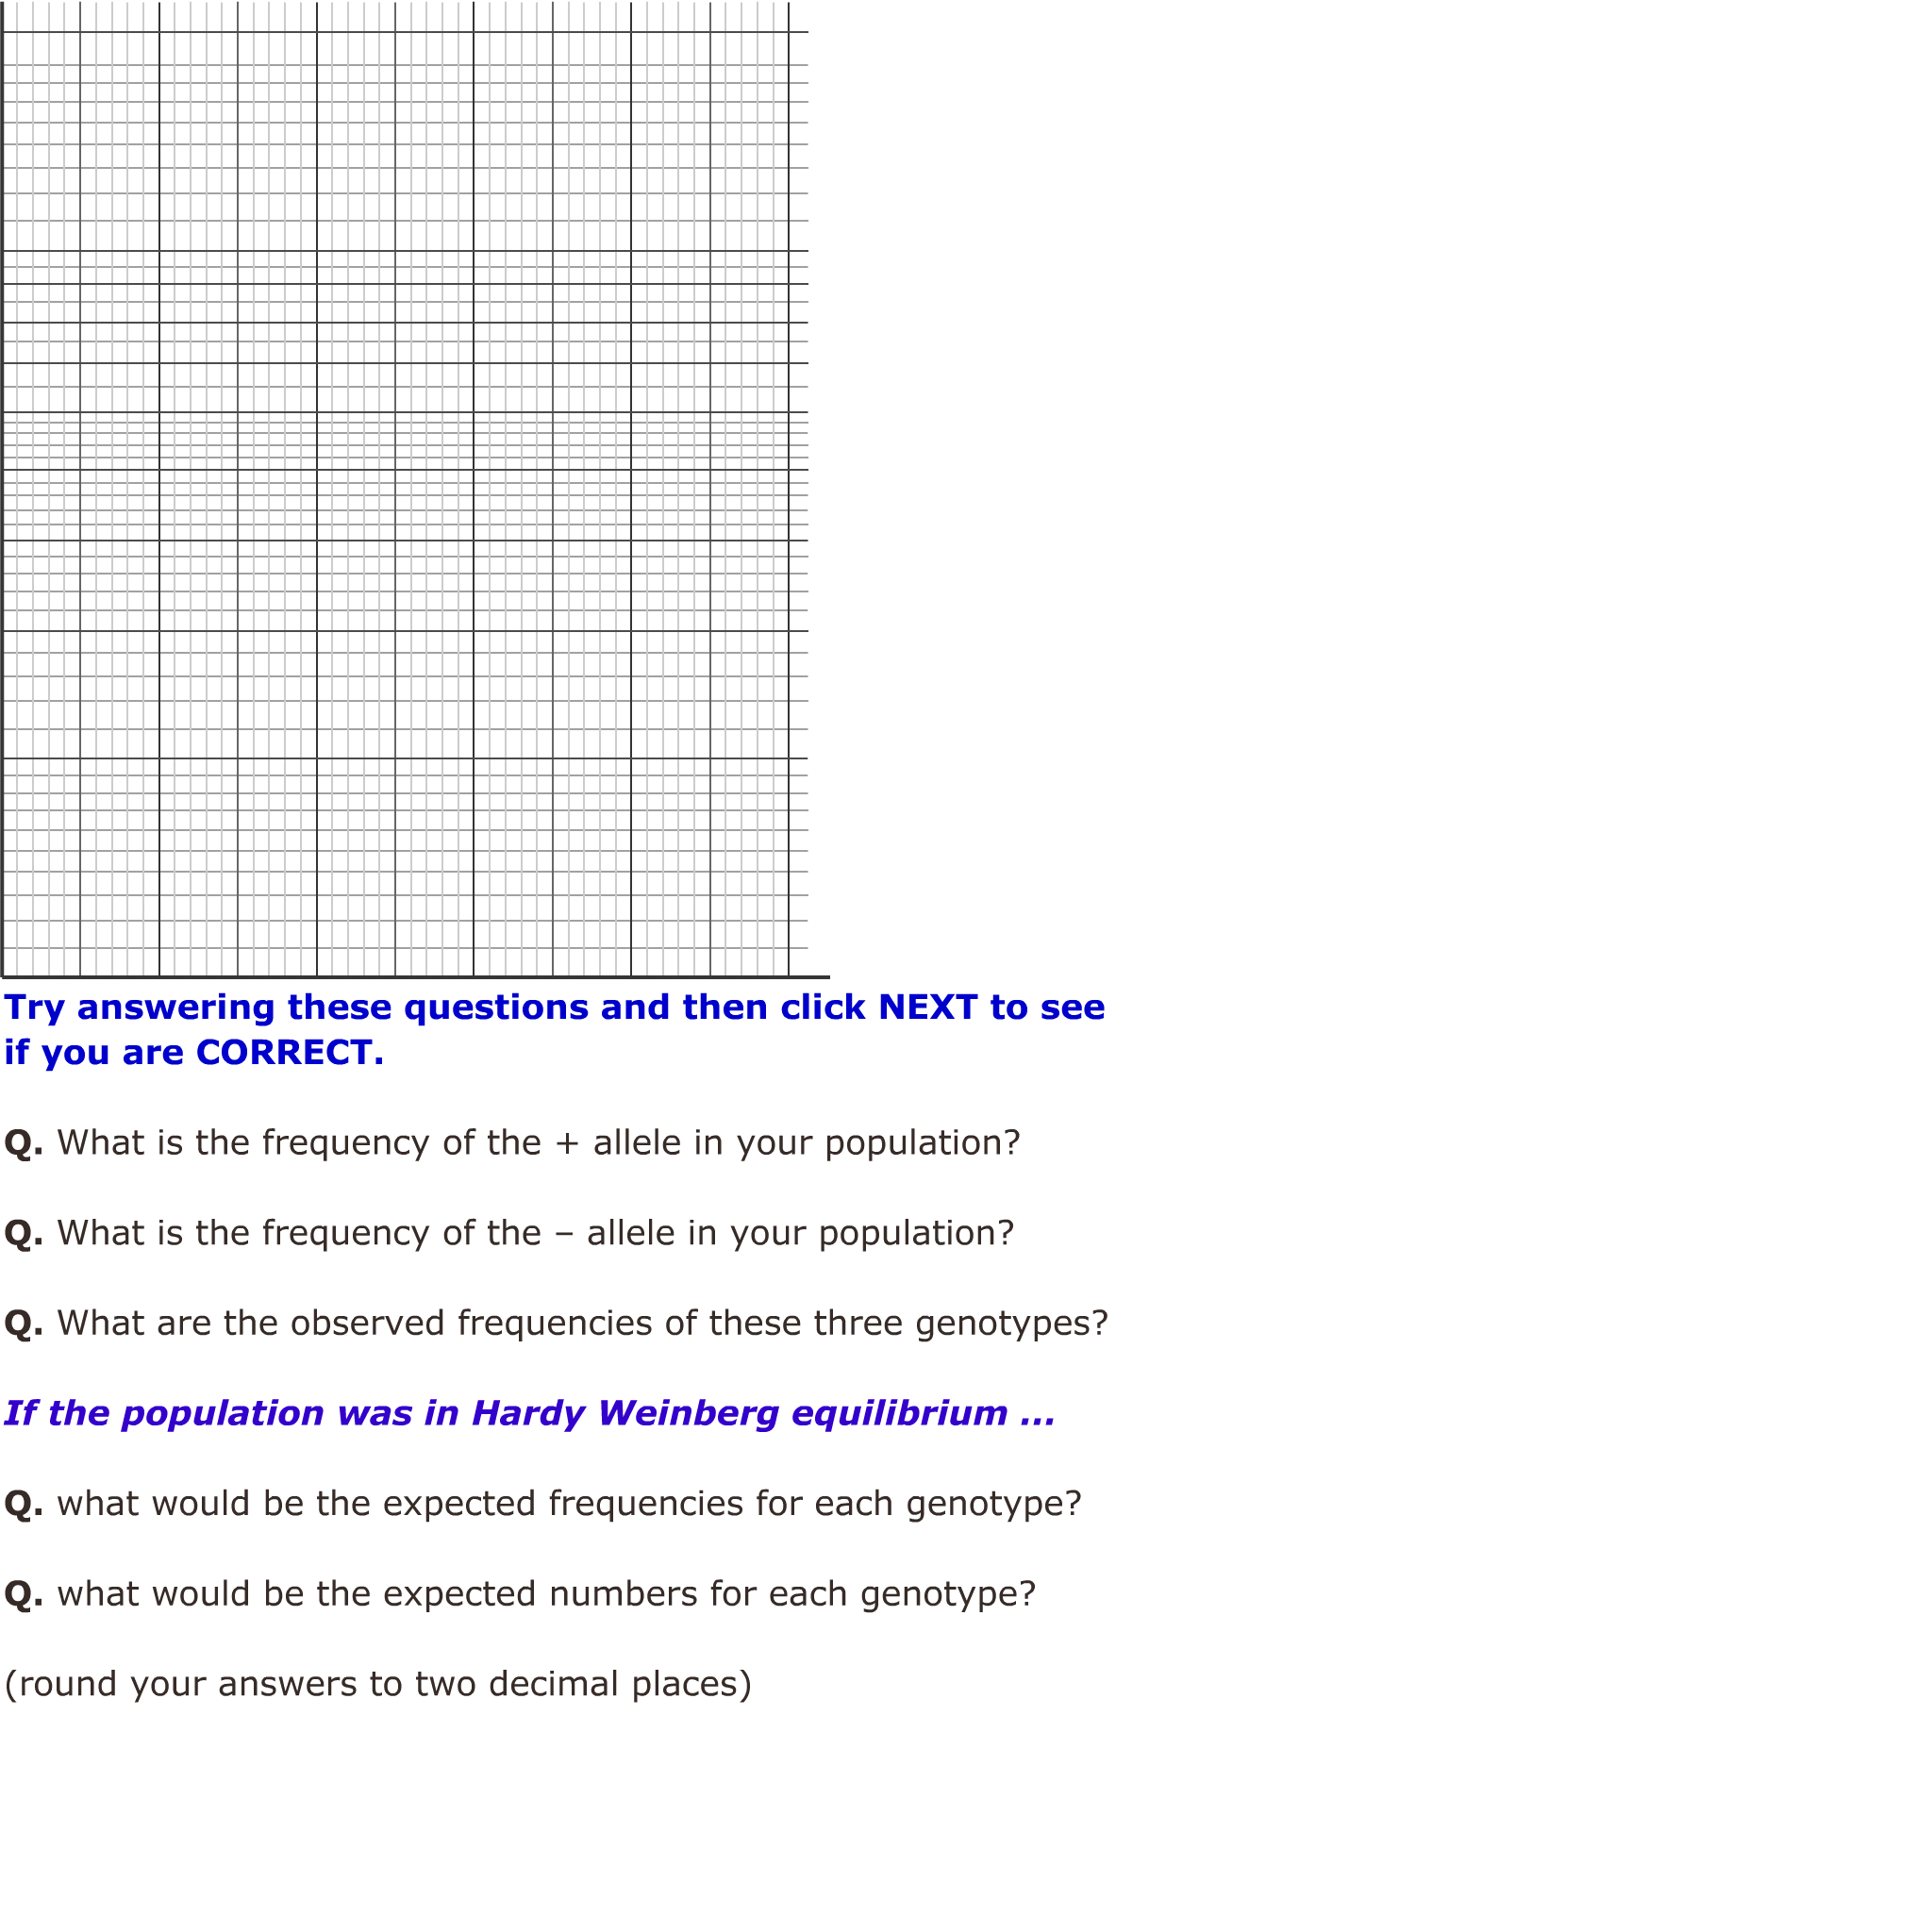 Try answering these questions and then click NEXT to see
if you are CORRECT.
Q. What is the frequency of the + allele in your population?
Q. What is the frequency of the – allele in your population?
Q. What are the observed frequencies of these three genotypes?
If the population was in Hardy Weinberg equilibrium ...
Q. what would be the expected frequencies for each genotype?
Q. what would be the expected numbers for each genotype?
(round your answers to two decimal places)